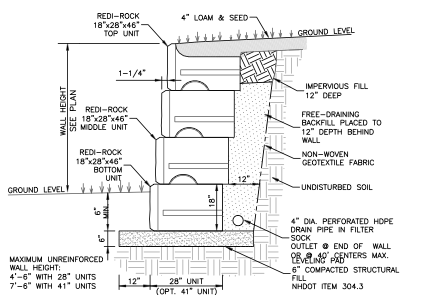 REDI-ROCK
18"x28"x46"
TOP UNIT
4" LOAM & SEED
GROUND LEVEL
1-1/4"
WALL HEIGHT
SEE PLAN
IMPERVIOUS FILL
12" DEEP
REDI-ROCK
18"x28"x46"
MIDDLE UNIT
FREE-DRAINING
BACKFILL PLACED TO
12" DEPTH BEHIND
WALL
REDI-ROCK
18"x28"x46"
BOTTOM
UNIT
NON-WOVEN
GEOTEXTILE FABRIC
12"
UNDISTURBED SOIL
GROUND LEVEL
6"
MIN.
18"
4" DIA. PERFORATED HDPE
DRAIN PIPE IN FILTER
SOCK
OUTLET @ END OF WALL
OR @ 40' CENTERS MAX.
6"
LEVELING PAD
6" COMPACTED STRUCTURAL
FILL
NHDOT ITEM 304.3
MAXIMUM UNREINFORCED
WALL HEIGHT:
4'-6" WITH 28" UNITS
7'-6" WITH 41" UNITS
12"
28" UNIT
(OPT. 41" UNIT)